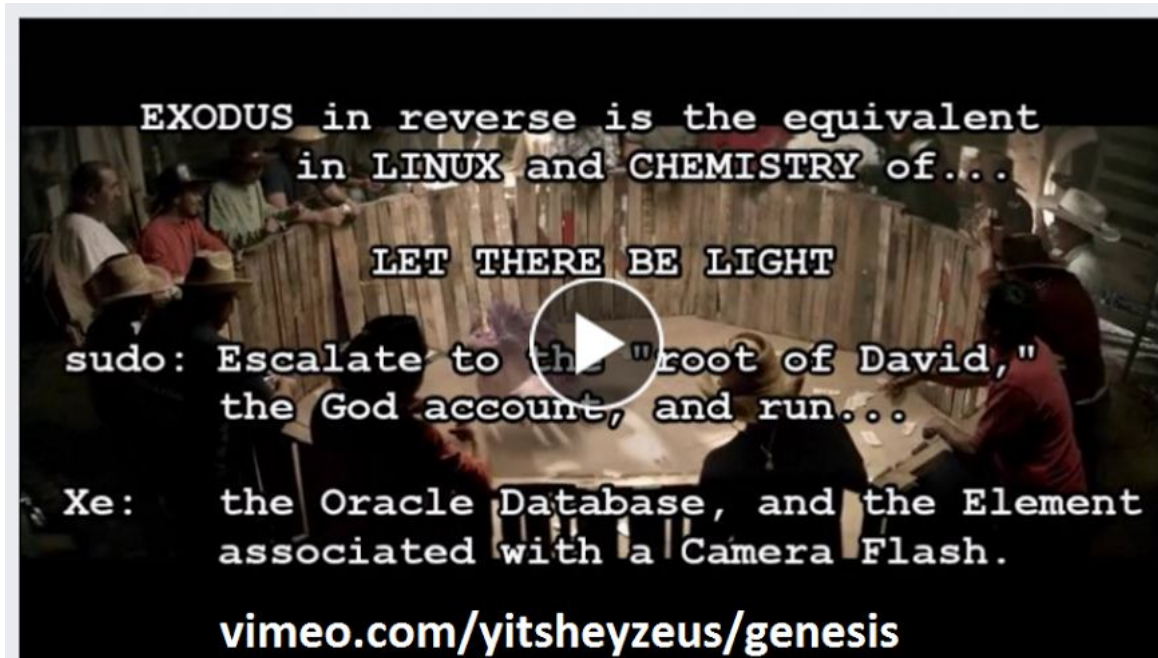 EXODUS in reverse is the equivalent
in LINUX and CHEMISTRY of...
LET THERE BE LIGHT
sudo: Escalate to the "root of David,"
the God account, and run...
Xe: the Oracle Database, and the Element
associated with a Camera Flash.
vimeo.com/yitsheyzeus/genesis